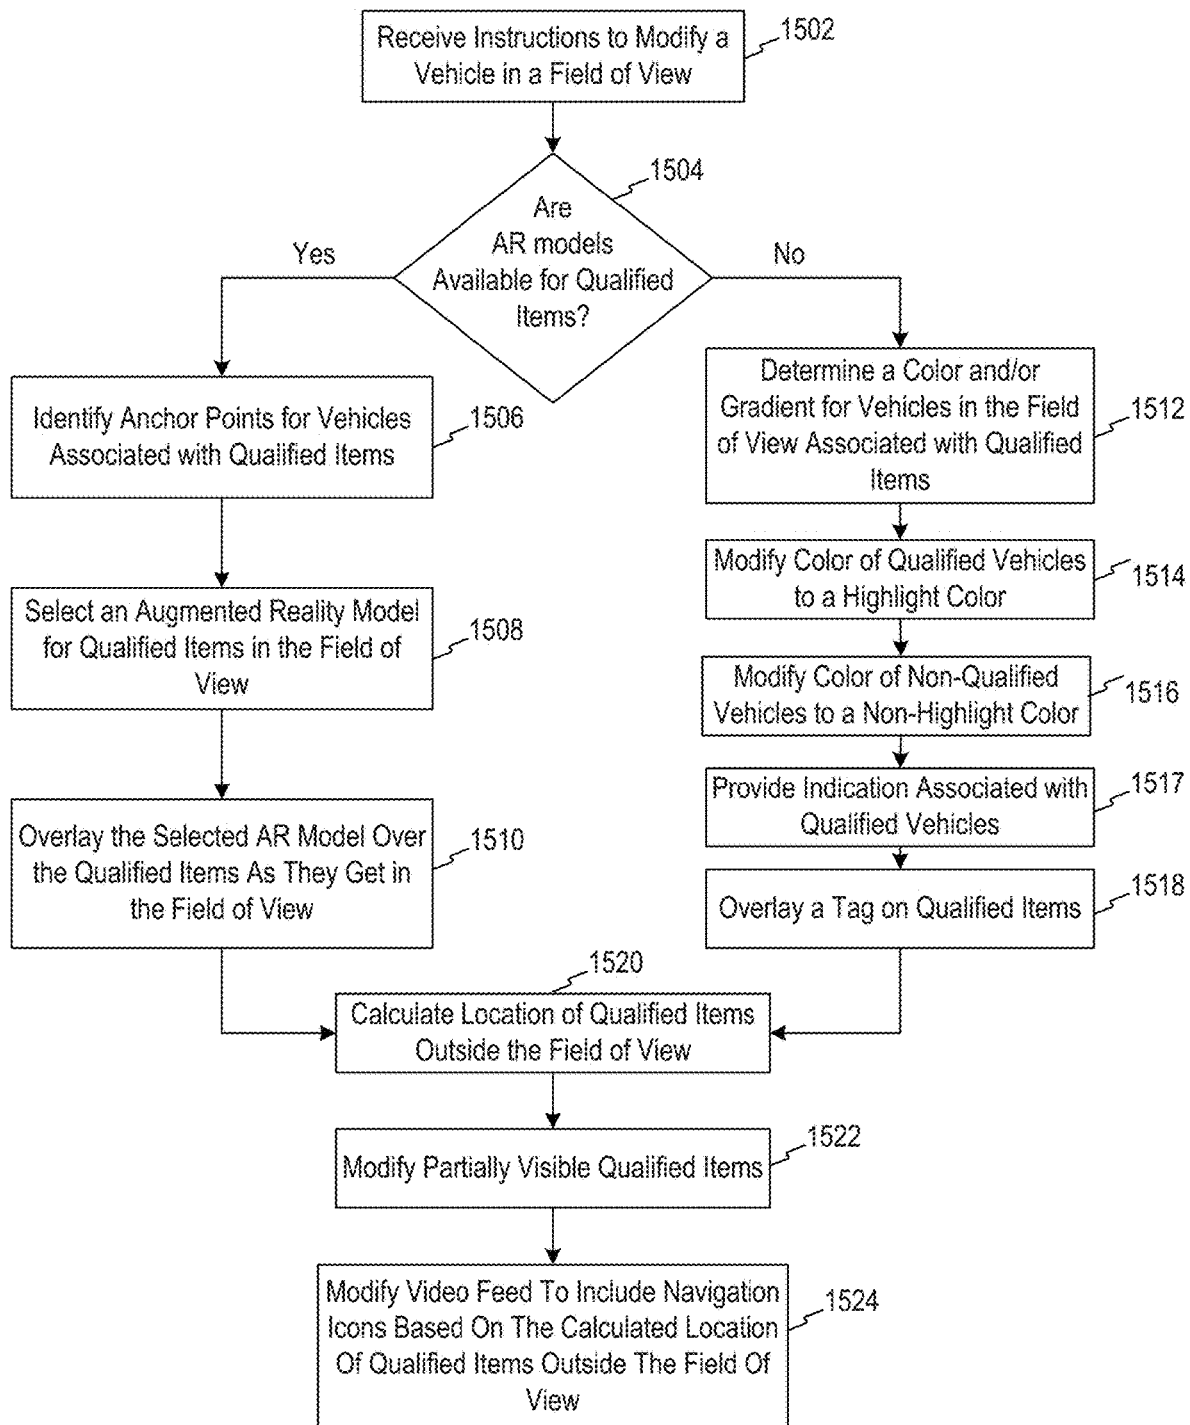 Receive Instructions to Modify a
Vehicle in a Field of View
1502
1504
Are
AR models
Available for Qualified
Items?
Yes
No
Identify Anchor Points for Vehicles
Associated with Qualified Items
1506
Select an Augmented Reality Model
for Qualified Items in the Field of
View
1508
Overlay the Selected AR Model Over
the Qualified Items As They Get in
the Field of View
1510
Determine a Color and/or
Gradient for Vehicles in the Field
of View Associated with Qualified
Items
1512
Modify Color of Qualified Vehicles
to a Highlight Color
1514
Modify Color of Non-Qualified
Vehicles to a Non-Highlight Color
1516
Provide Indication Associated with
Qualified Vehicles
1517
Overlay a Tag on Qualified Items
1518
1520
Calculate Location of Qualified Items
Outside the Field of View
Modify Partially Visible Qualified Items
1522
Modify Video Feed To Include Navigation
Icons Based On The Calculated Location
Of Qualified Items Outside The Field Of
View
1524